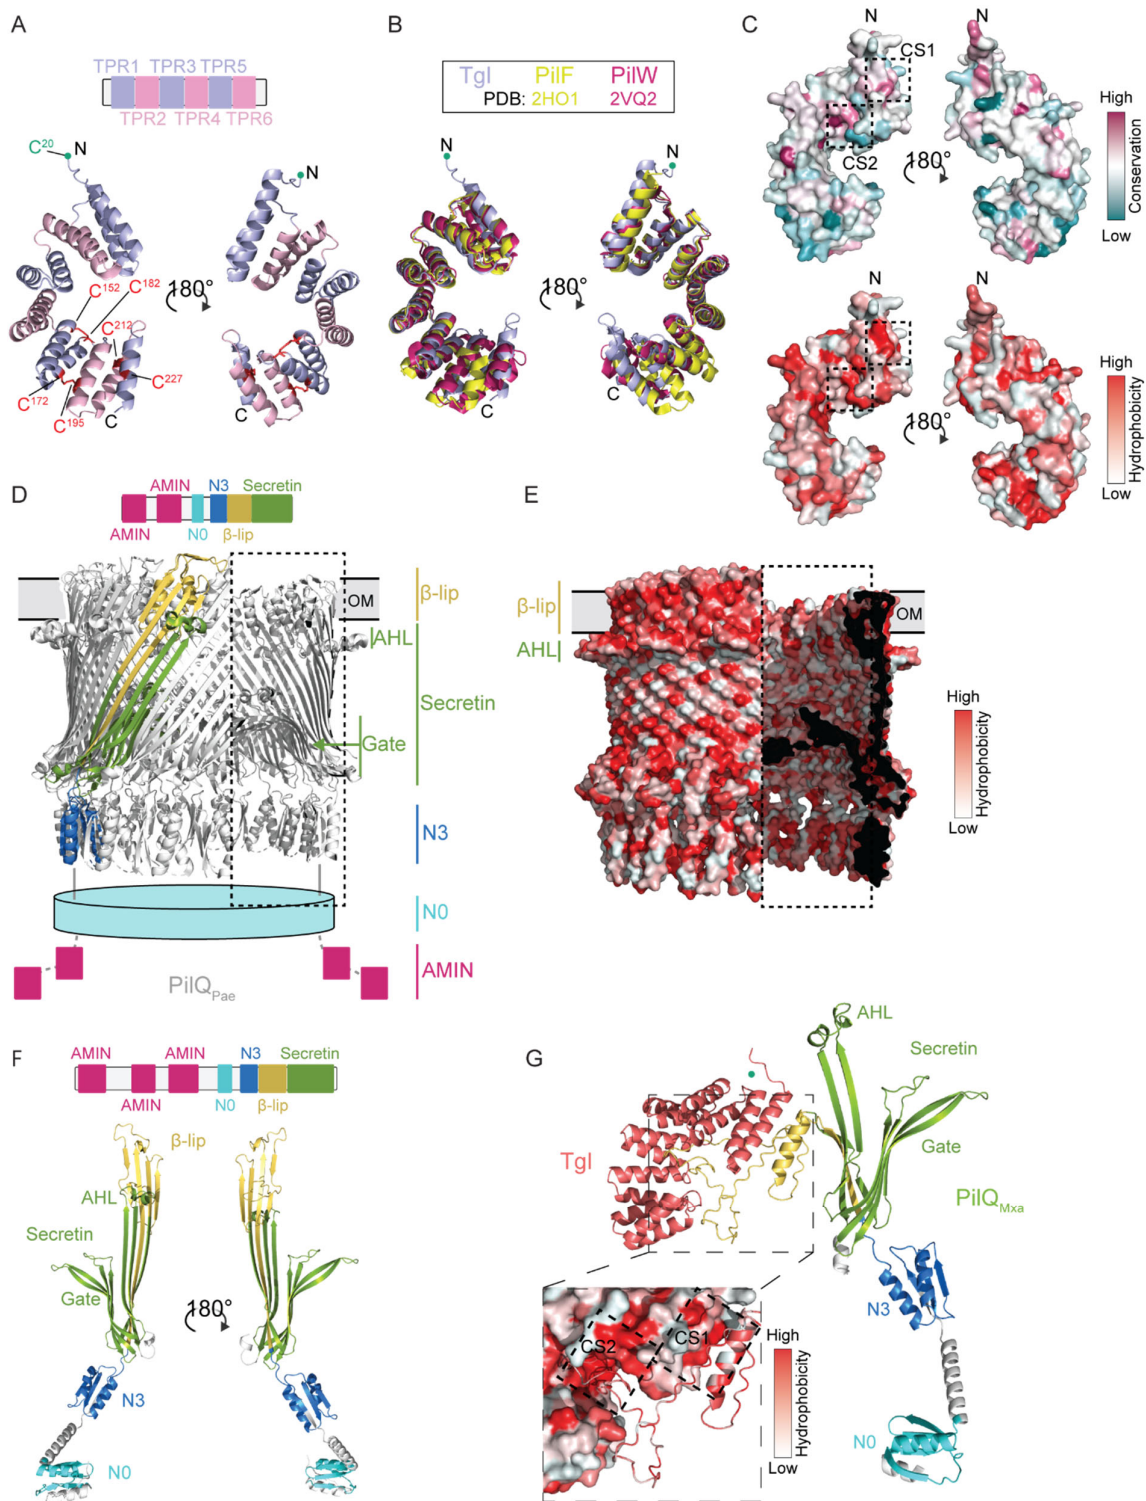 A
TPR1 TPR3 TPR5
TPR2 TPR4 TPR6
C20
N
N
C152
C182
C212
180°
C227
C172
C195
C
C
B
Tgl PilF PilW
PDB: 2HO1 2VQ2
N
N
180°
C
C
C
N
N
CS1
CS2
180°
High
Conservation
Low
N
180°
High
Hydrophobicity
Low
D
AMIN N3 Secretin
AMIN N0 β-lip
OM
β-lip
AHL
Secretin
Gate
N3
N0
AMIN
PilQPae
E
β-lip
AHL
OM
High
Hydrophobicity
Low
F
AMIN AMIN N3 Secretin
AMIN N0 β-lip
β-lip
AHL
Secretin
Gate
180°
N3
N0
G
AHL
Secretin
Gate
Tgl
PilQMxa
N3
N0
CS2
CS1
High
Hydrophobicity
Low